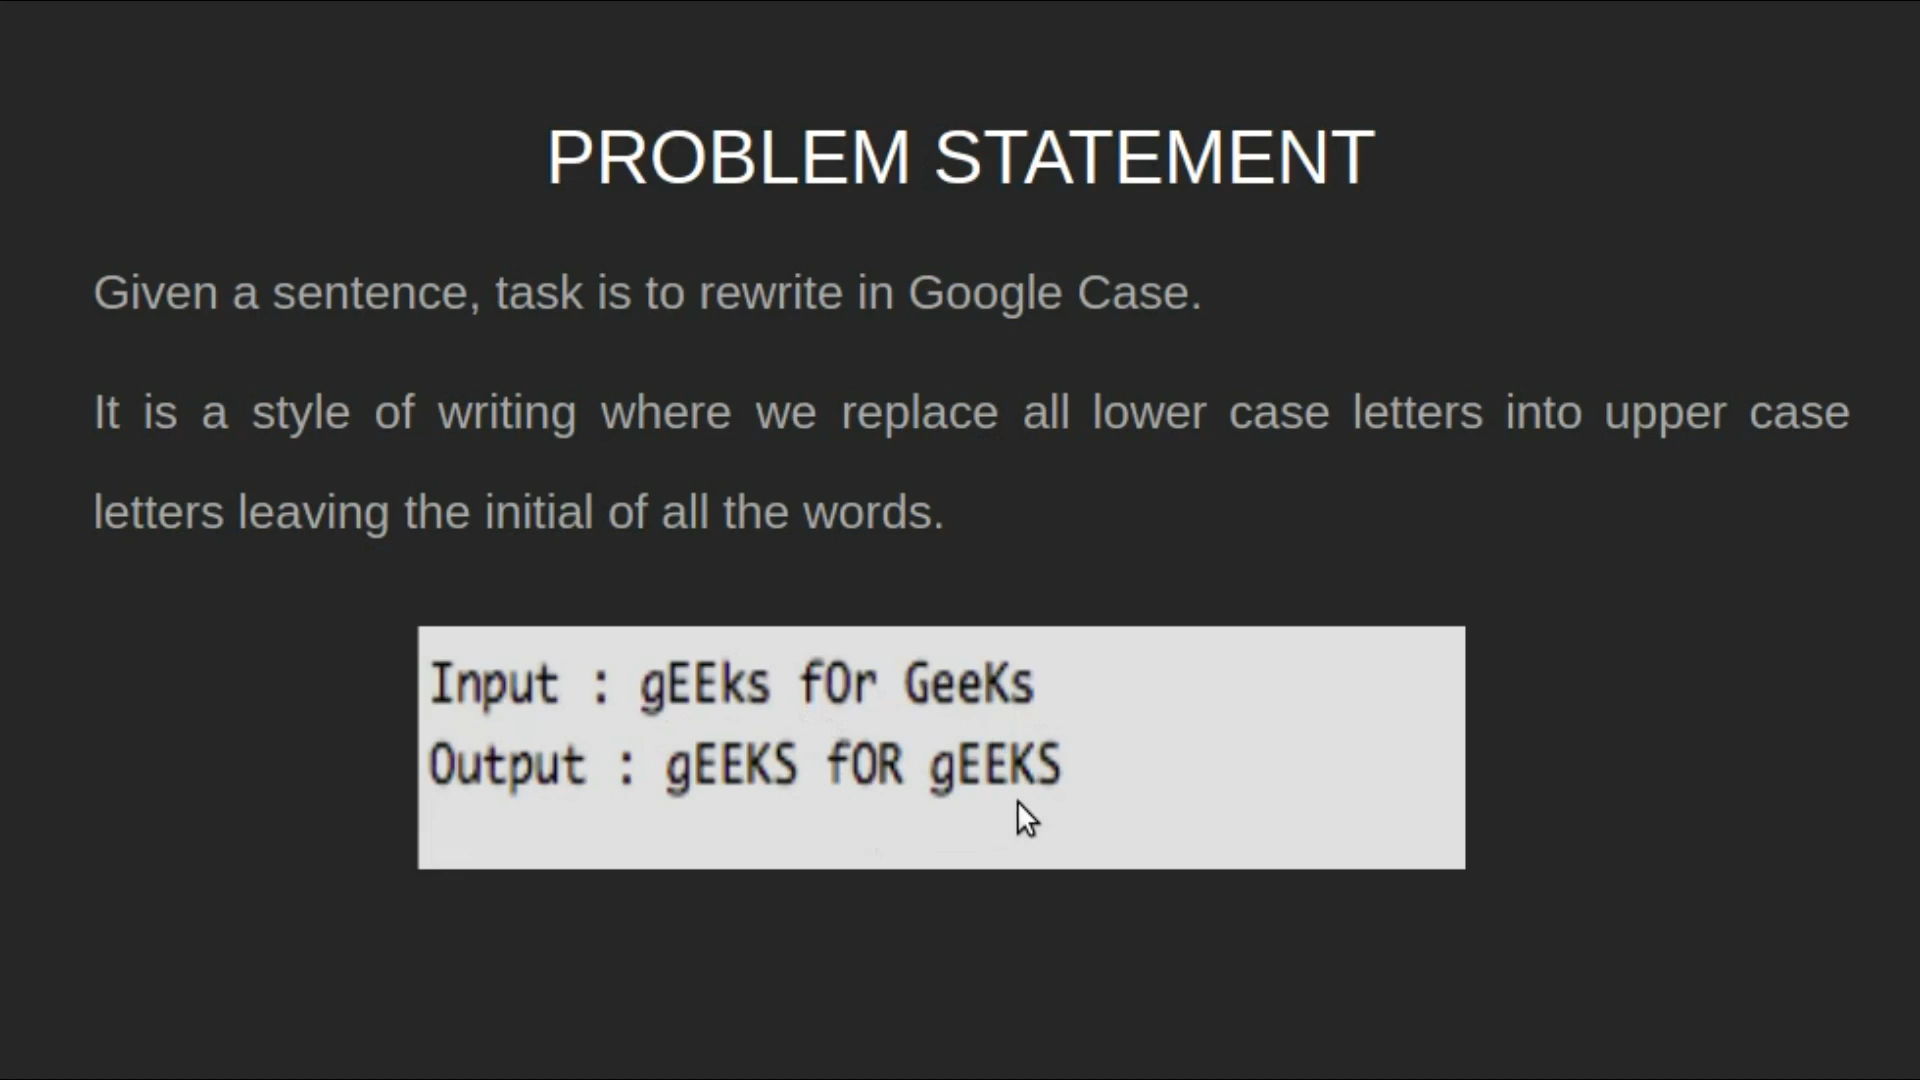 PROBLEM STATEMENT
Given a sentence, task is to rewrite in Google Case.
It is a style of writing where we replace all lower case letters into upper case
letters leaving the initial of all the words.
Input : gEEks fOr GeeKs
Output : gEEKS fOR gEEKS